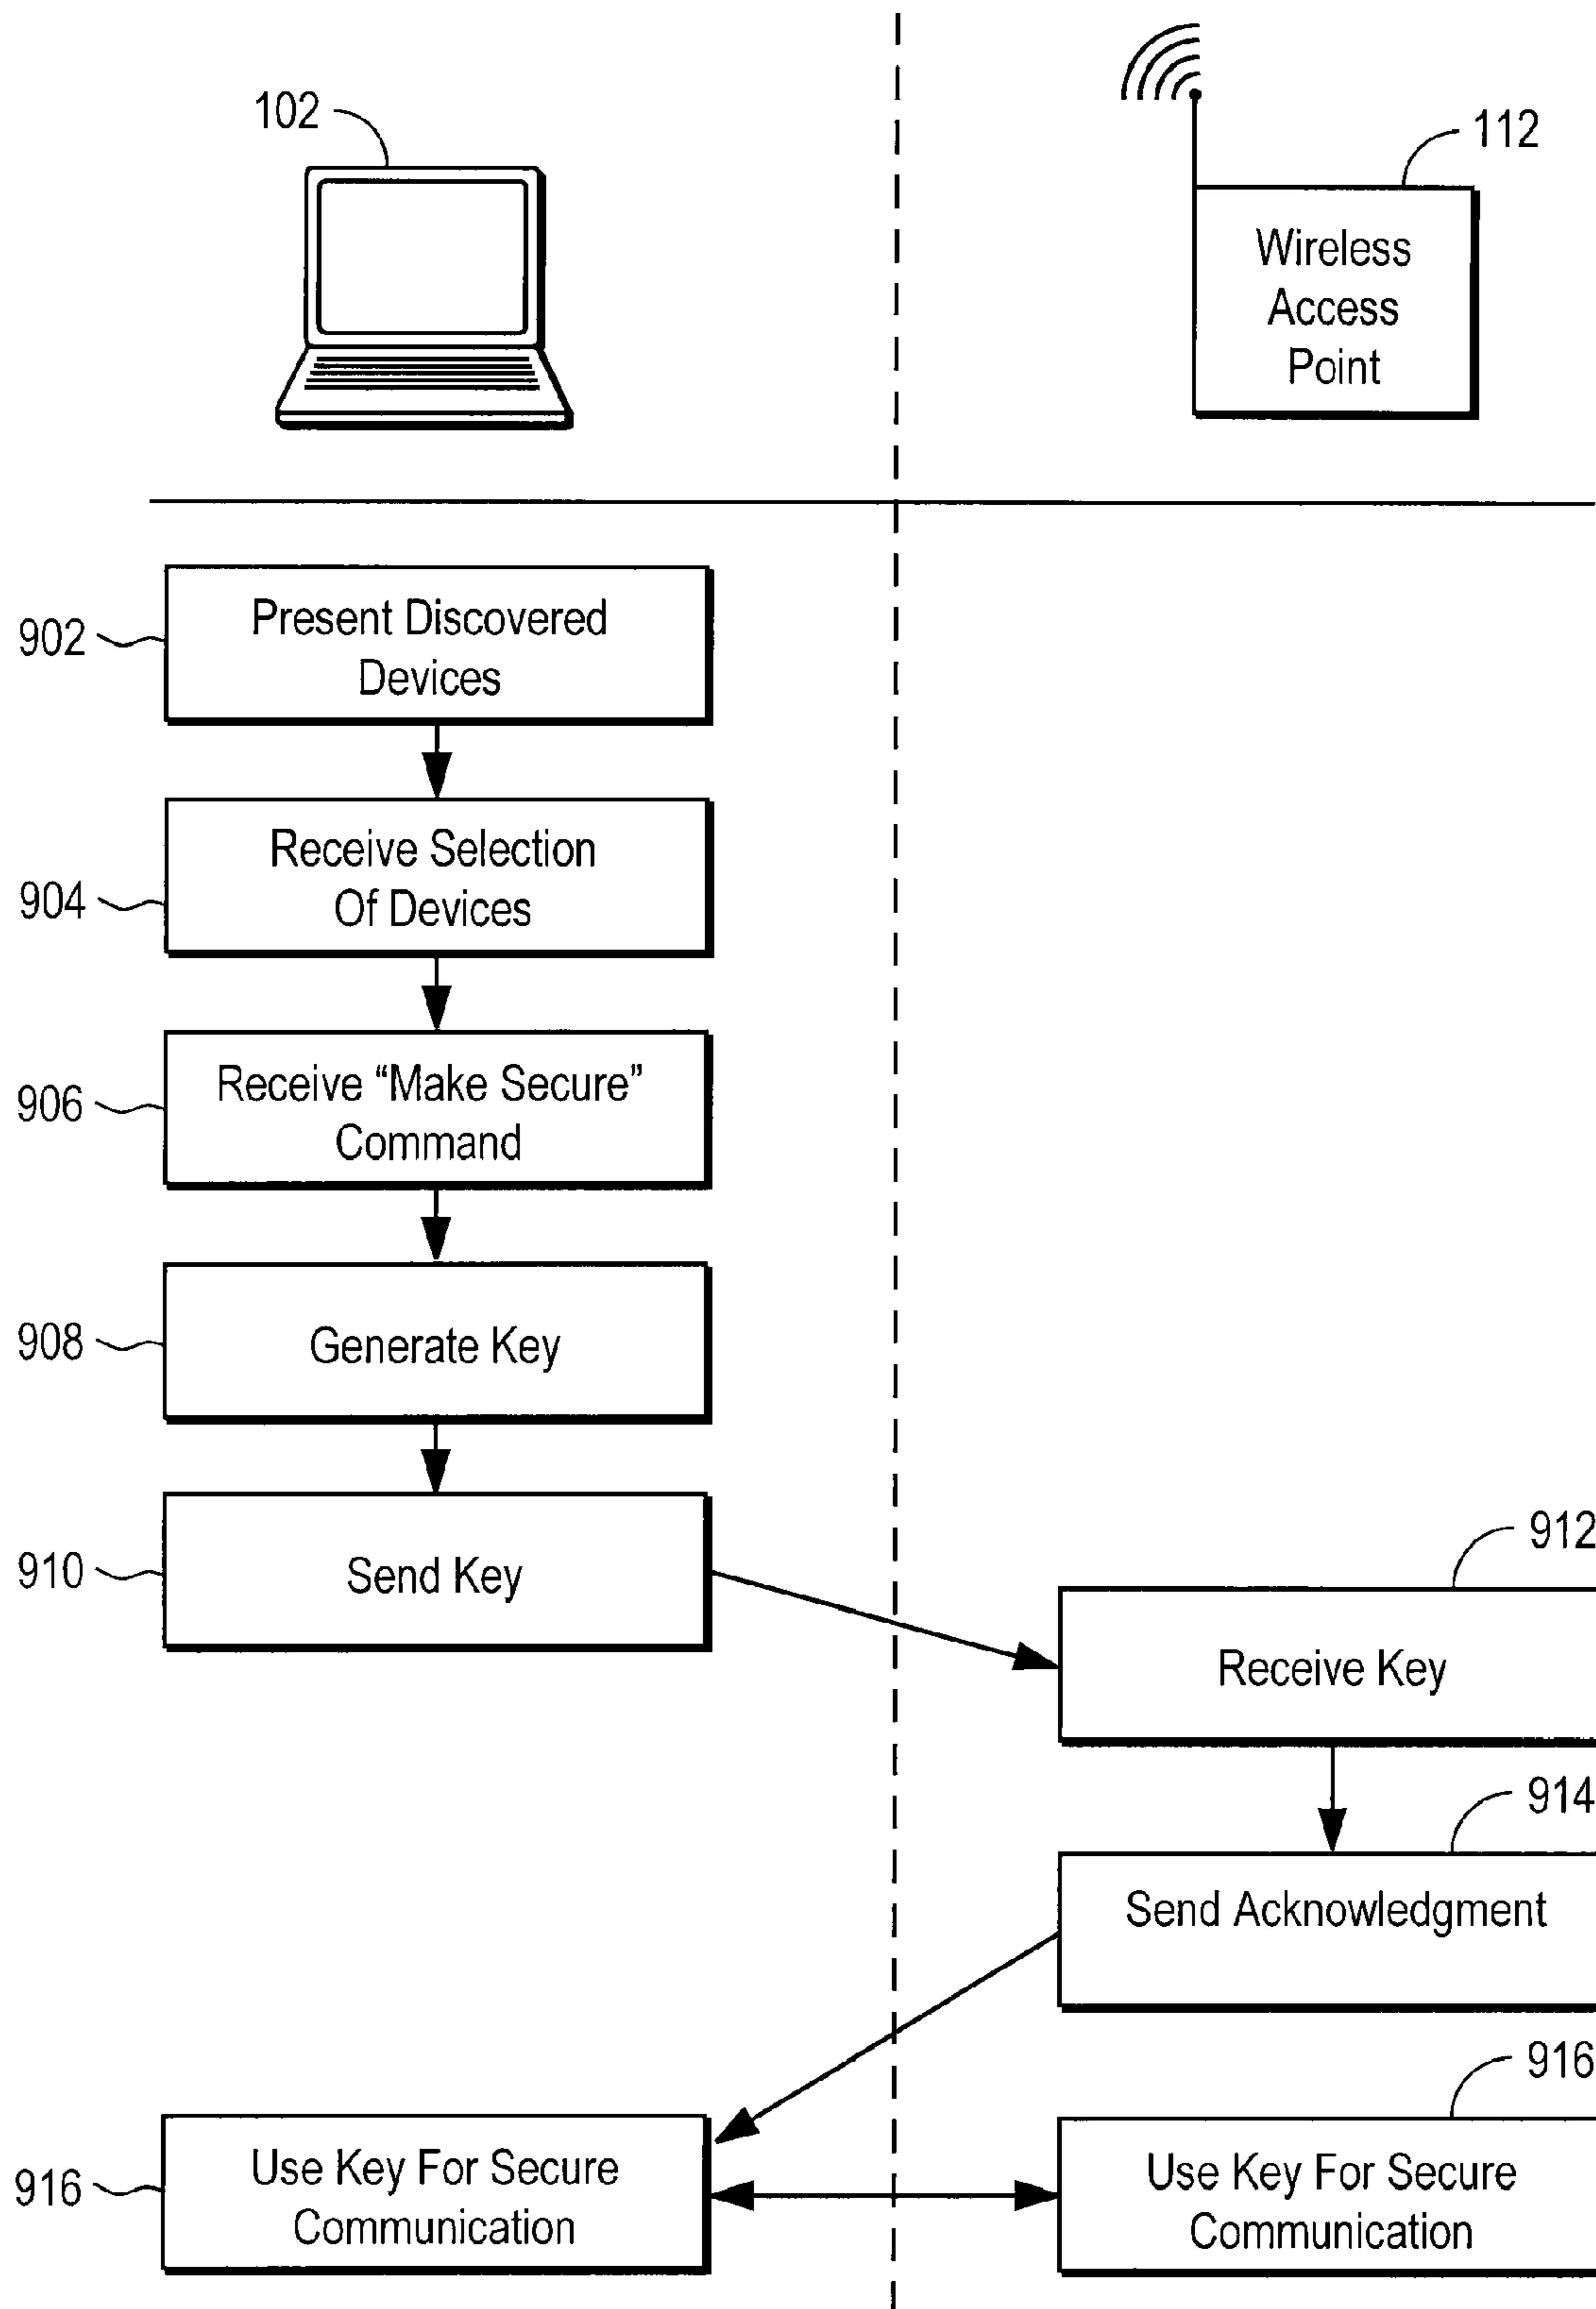 102
112
Wireless
Access
Point
902
Present Discovered
Devices
904
Receive Selection
Of Devices
906
Receive “Make Secure”
Command
908
Generate Key
910
Send Key
912
Receive Key
914
Send Acknowledgment
916
Use Key For Secure
Communication
916
Use Key For Secure
Communication